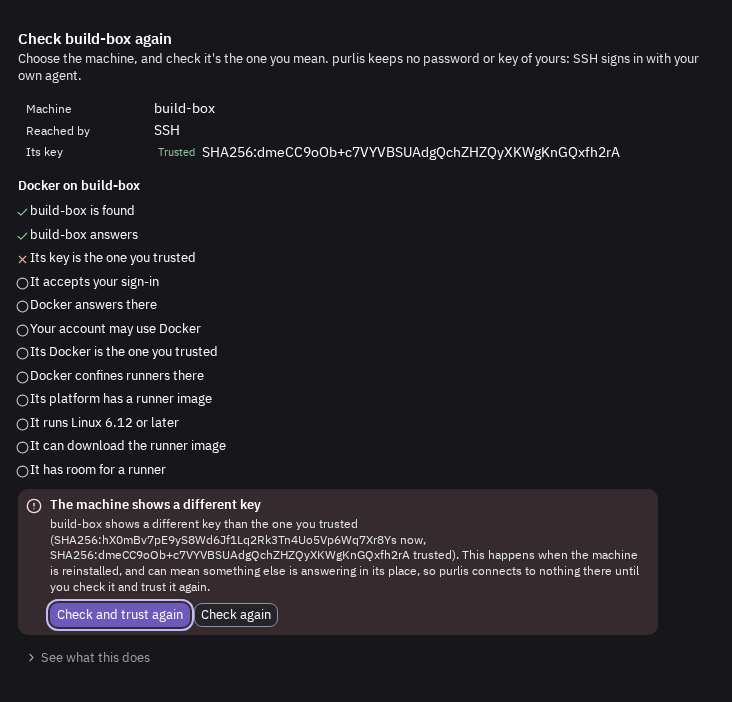 Check build-box again
Choose the machine, and check it's the one you mean. purlis keeps no password or key of yours: SSH signs in with your
own agent.
Machine build-box
Reached by SSH
Its key Trusted SHA256:dmeCC9oOb+c7VYVBSUAdgQchZHZQyXKWgKnGQxfh2rA
Docker on build-box
build-box is found
build-box answers
Its key is the one you trusted
It accepts your sign-in
Docker answers there
Your account may use Docker
Its Docker is the one you trusted
Docker confines runners there
Its platform has a runner image
It runs Linux 6.12 or later
It can download the runner image
It has room for a runner
The machine shows a different key
build-box shows a different key than the one you trusted
(SHA256:hX0mBv7pE9yS8Wd6Jf1Lq2Rk3Tn4Uo5Vp6Wq7Xr8Ys now,
SHA256:dmeCC9oOb+c7VYVBSUAdgQchZHZQyXKWgKnGQxfh2rA trusted). This happens when the machine
is reinstalled, and can mean something else is answering in its place, so purlis connects to nothing there until
you check it and trust it again.
Check and trust again Check again
See what this does